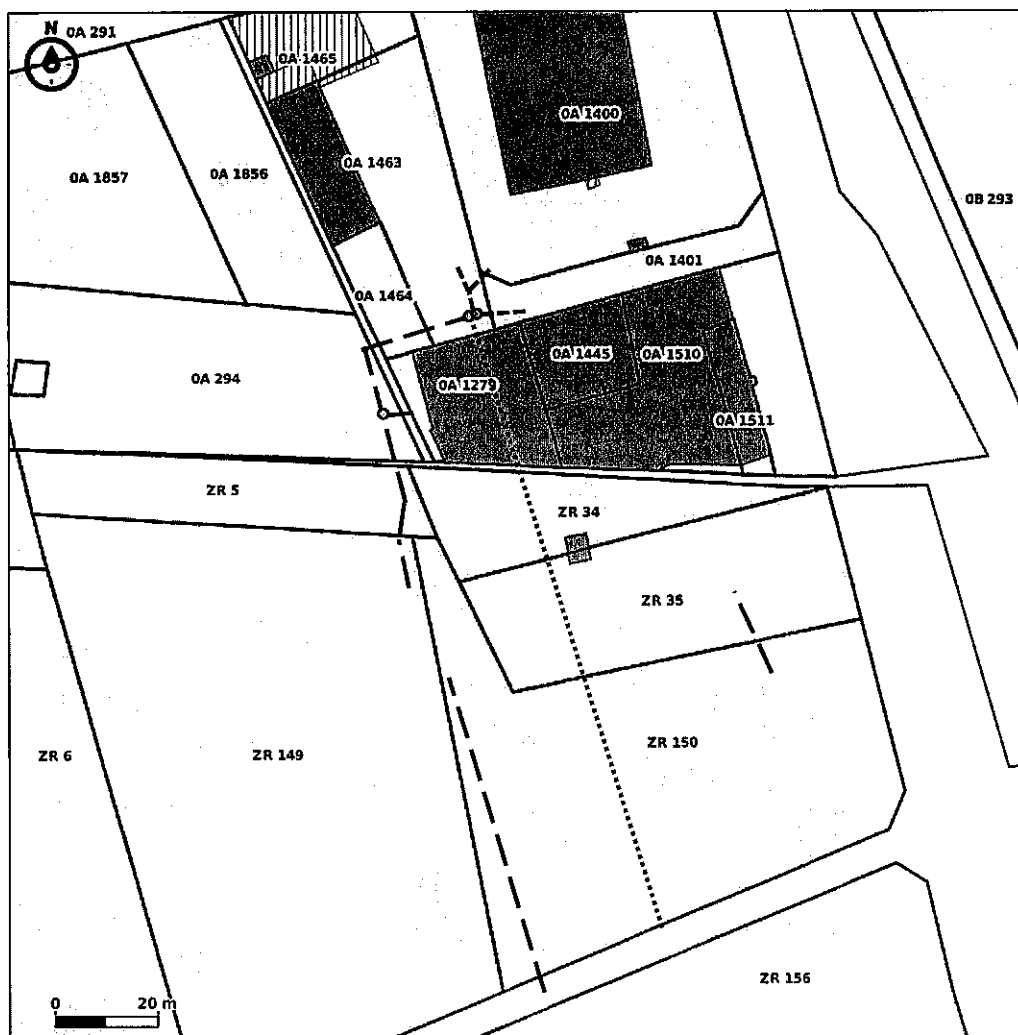 N
0A 291
0A 1465
0A 1400
0A 1463
0A 1856
0A 1857
0B 293
0A 1401
0A 1464
0A 1445
0A 1510
0A 294
0A 1279
0A 1511
ZR 5
ZR 34
ZR 35
ZR 150
ZR 6
ZR 149
ZR 156
0 20 m